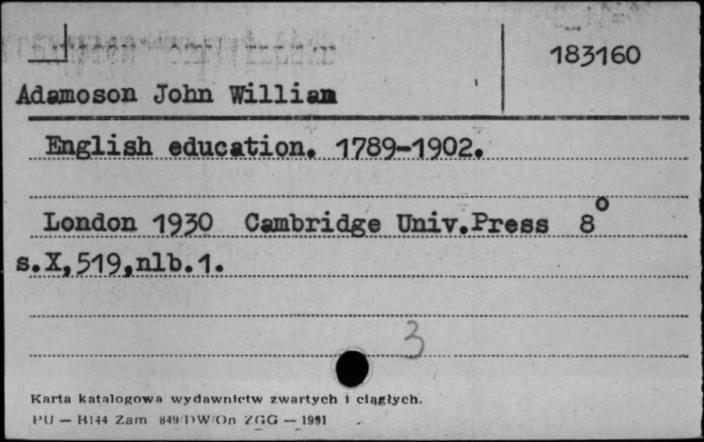 183160
Adamoson John William
English education. 1789-1902.
London 1930 Cambridge Univ.Press 8°
s.X,519,nlb.1.
3
Karta katalogowa wydawnictw zwartych i ciągłych.
PU — B144 Zam 849/DW/On ZGG — 1951